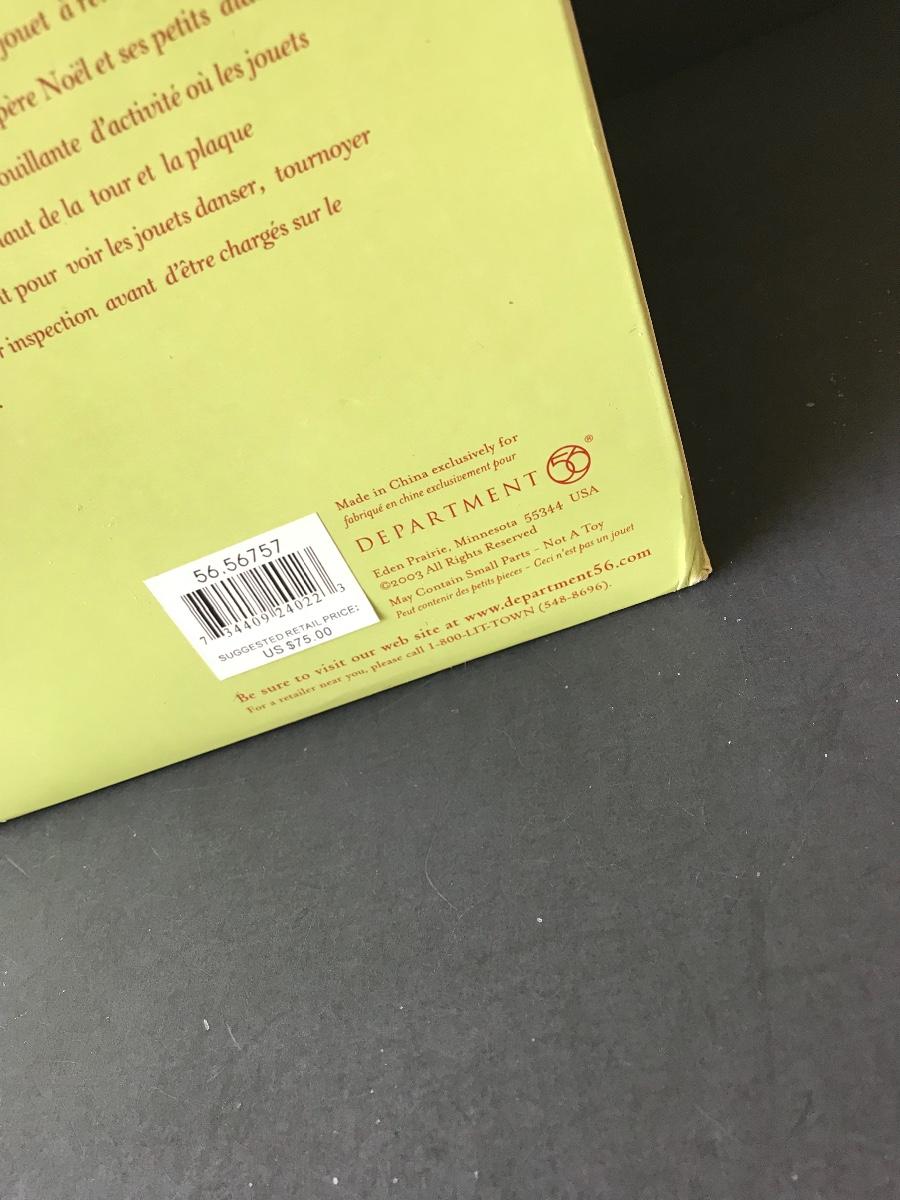 jouet à
père Noël et ses petits
d'activité où les jouets
haut de la tour et la plaque
pour voir les jouets danser, tournoyer
inspection avant d'être chargés sur le
Made in China exclusively for
fabriqué en chine exclusivement pour
DEPARTMENT 56®
Eden Prairie, Minnesota 55344 USA
©2003 All Rights Reserved
May Contain Small Parts – Not A Toy
Peut contenir des petits pieces – Ceci n'est pas un jouet
56.56757
7 34409 24022 3
SUGGESTED RETAIL PRICE:
US $75.00
Be sure to visit our web site at www.department56.com
For a retailer near you, please call 1-800-LIT-TOWN (548-8696).